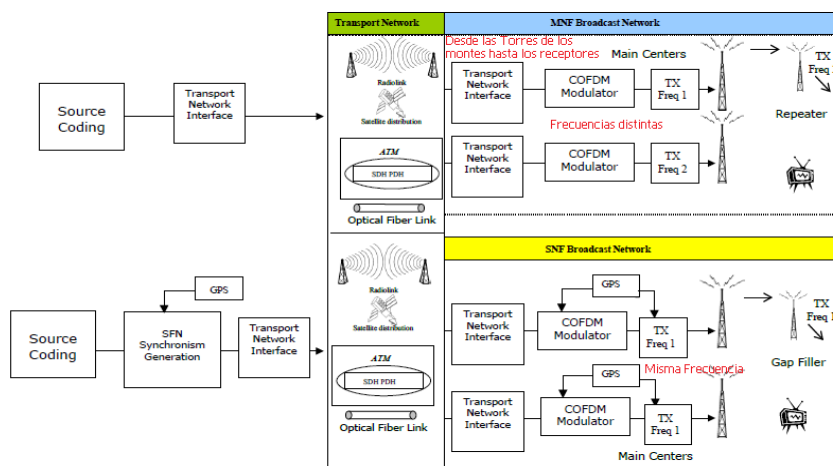 Transport Network
MNF Broadcast Network
Desde las Torres de los
montes hasta los receptores
Main Centers
TX
Radiolink
Satellite distribution
Source
Coding
Transport
Network
Interface
Transport
Network
Interface
COFDM
Modulator
TX
Freq 1
Repeater
Frecuencias distintas
ATM
SDH PDH
Transport
Network
Interface
COFDM
Modulator
TX
Freq 2
Optical Fiber Link
SNF Broadcast Network
GPS
Radiolink
Satellite distribution
GPS
TX
Freq 1
Source
Coding
SFN
Synchronism
Generation
Transport
Network
Interface
Transport
Network
Interface
COFDM
Modulator
TX
Freq 1
Gap Filler
ATM
SDH PDH
GPS
Misma Frecuencia
Transport
Network
Interface
COFDM
Modulator
TX
Freq 1
Optical Fiber Link
Main Centers